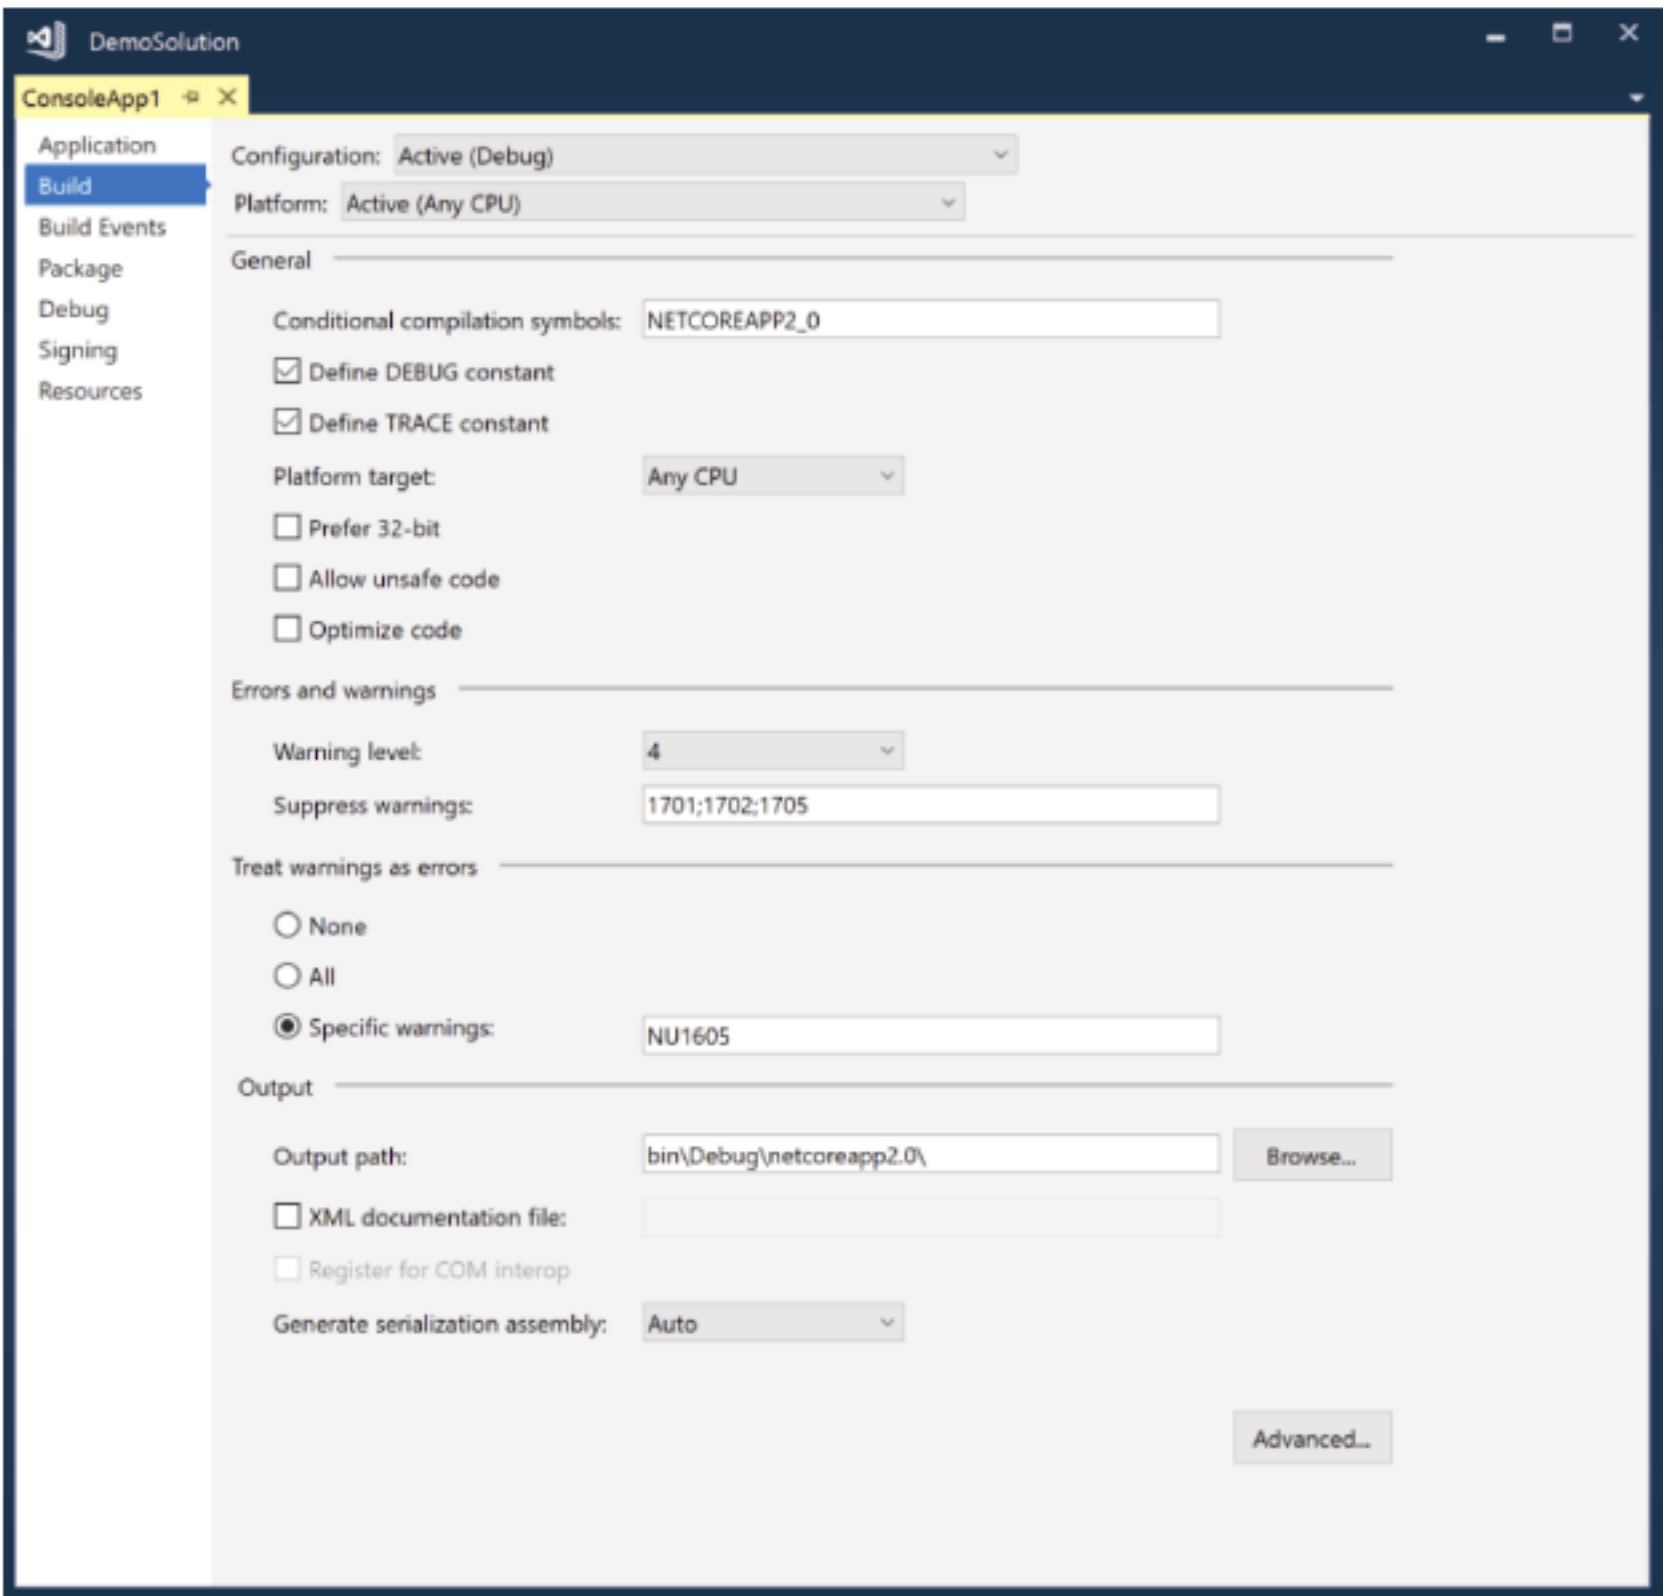 DemoSolution
ConsoleApp1
Application
Build
Build Events
Package
Debug
Signing
Resources
Configuration: Active (Debug)
Platform: Active (Any CPU)
General
Conditional compilation symbols: NETCOREAPP2_0
Define DEBUG constant
Define TRACE constant
Platform target: Any CPU
Prefer 32-bit
Allow unsafe code
Optimize code
Errors and warnings
Warning level: 4
Suppress warnings: 1701;1702;1705
Treat warnings as errors
None
All
Specific warnings: NU1605
Output
Output path: bin\Debug\netcoreapp2.0\ Browse...
XML documentation file:
Register for COM interop
Generate serialization assembly: Auto
Advanced...